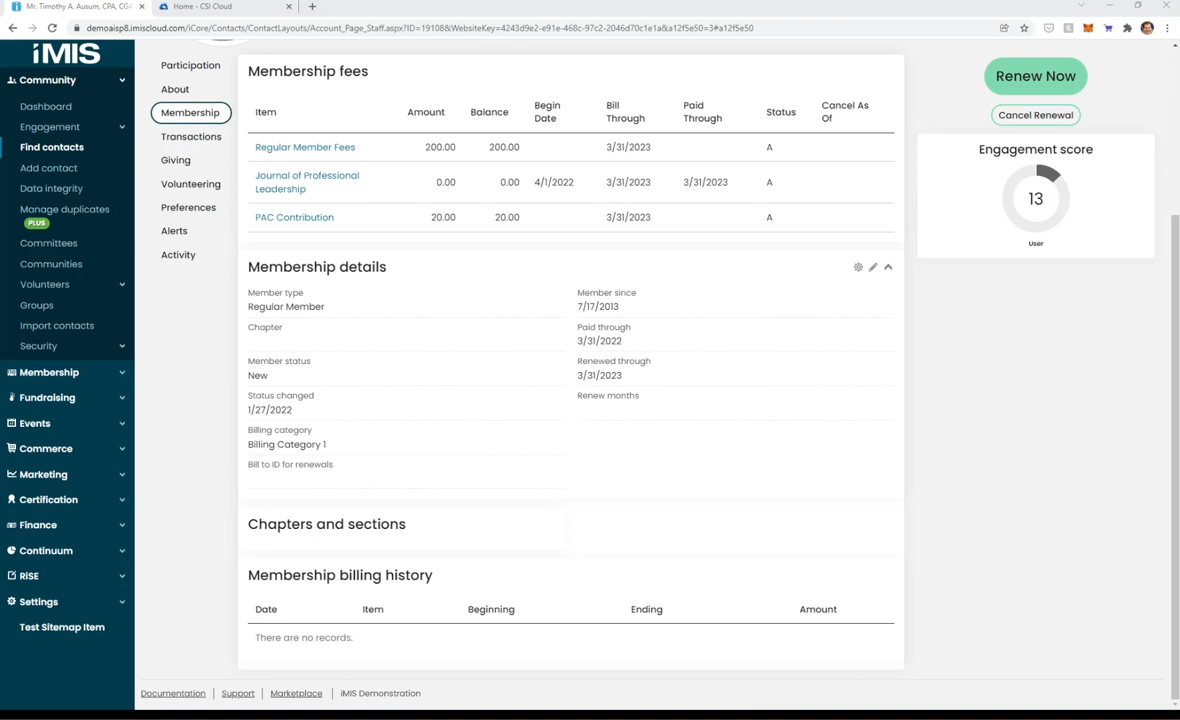 Mr. Timothy A. Ausum, CPA, CGA
Home - CSI Cloud
demoaisp8.imiscloud.com/iCore/Contacts/ContactLayouts/Account_Page_Staff.aspx?ID=19108&WebsiteKey=4243d9e2-e91e-468c-97c2-2046d70c1e1a&a12f5e50=3#a12f5e50
iMIS
Community
Dashboard
Engagement
Find contacts
Add contact
Data integrity
Manage duplicates
PLUS
Committees
Communities
Volunteers
Groups
Import contacts
Security
Membership
Fundraising
Events
Commerce
Marketing
Certification
Finance
Continuum
RiSE
Settings
Test Sitemap Item
Participation
About
Membership
Transactions
Giving
Volunteering
Preferences
Alerts
Activity
Membership fees
Item Amount Balance Begin Date Bill Through Paid Through Status Cancel As Of
Regular Member Fees 200.00 200.00 3/31/2023 A
Journal of Professional Leadership 0.00 0.00 4/1/2022 3/31/2023 3/31/2023 A
PAC Contribution 20.00 20.00 3/31/2023 A
Membership details
Member type
Regular Member
Chapter
Member status
New
Status changed
1/27/2022
Billing category
Billing Category 1
Bill to ID for renewals
Member since
7/17/2013
Paid through
3/31/2022
Renewed through
3/31/2023
Renew months
Chapters and sections
Membership billing history
Date Item Beginning Ending Amount
There are no records.
Renew Now
Cancel Renewal
Engagement score
13
User
Documentation Support Marketplace iMIS Demonstration